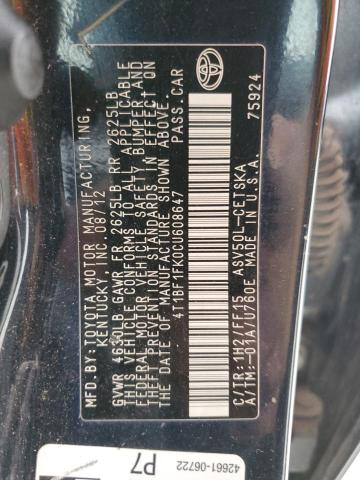 MFD. BY:TOYOTA MOTOR MANUFACTURING,
KENTUCKY, INC. 08/12
GVWR 4630LB GAWR FR 2625LB RR 2625LB
THIS VEHICLE CONFORMS TO ALL APPLICABLE
FEDERAL MOTOR VEHICLE SAFETY, BUMPER, AND
THEFT PREVENTION STANDARDS IN EFFECT ON
THE DATE OF MANUFACTURE SHOWN ABOVE.
4T1BF1FK0CU608647 PASS.CAR
C/TR: 1H2/FF15 ASV50L-CETSKA
A/TM: -01A/U760E MADE IN U.S.A. 75924
42661-06722
P7